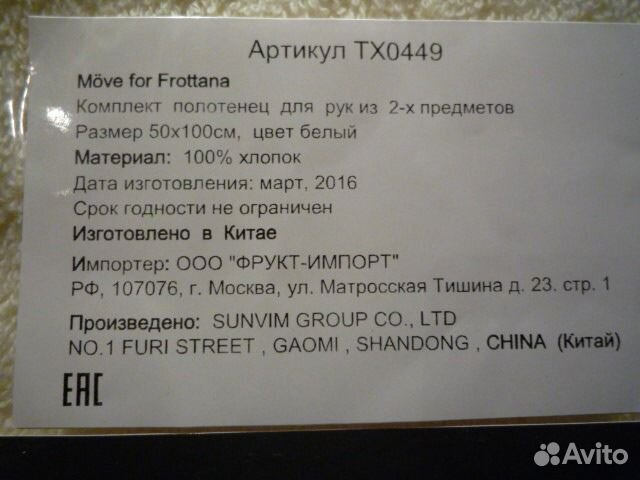 Артикул TX0449
Möve for Frottana
Комплект полотенец для рук из 2-х предметов
Размер 50x100см, цвет белый
Материал: 100% хлопок
Дата изготовления: март, 2016
Срок годности не ограничен
Изготовлено в Китае
Импортер: ООО "ФРУКТ-ИМПОРТ"
РФ, 107076, г. Москва, ул. Матросская Тишина д. 23. стр. 1
Произведено: SUNVIM GROUP CO., LTD
NO.1 FURI STREET , GAOMI , SHANDONG , CHINA (Китай)
EAC
Avito